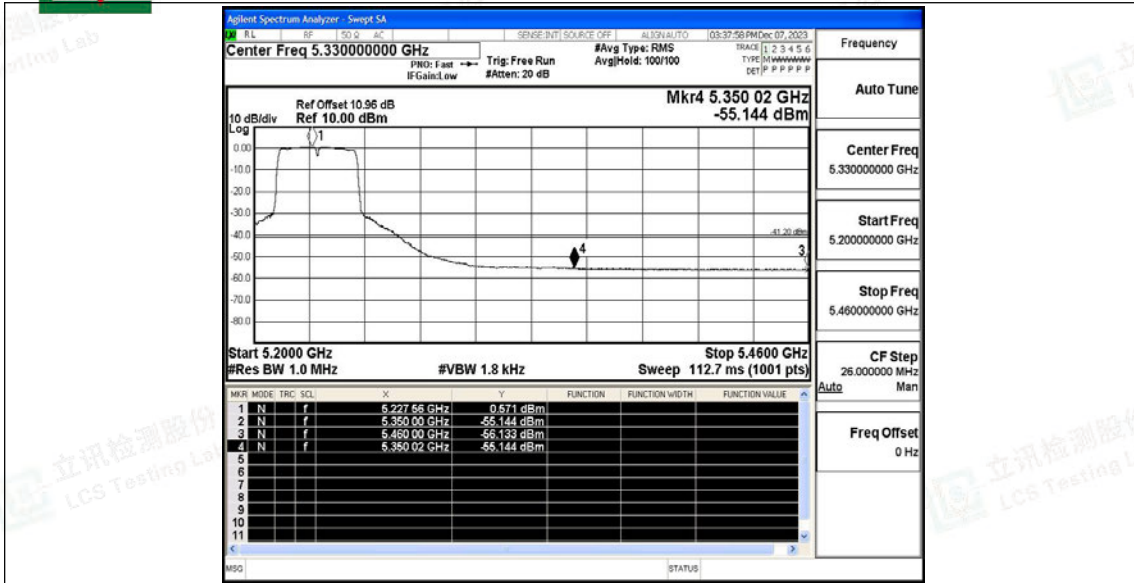 Agilent Spectrum Analyzer - Swept SA
RL RF 50 Ω AC SENSE:INT SOURCE OFF ALIGN AUTO 03:37:58 PM Dec 07, 2023
Center Freq 5.330000000 GHz
PNO: Fast
IFGain:Low
Trig: Free Run
#Atten: 20 dB
#Avg Type: RMS
Avg|Hold: 100/100
TRACE 1 2 3 4 5 6
TYPE M W W W W W
DET P P P P P P
Frequency
Auto Tune
Center Freq
5.330000000 GHz
Start Freq
5.200000000 GHz
Stop Freq
5.460000000 GHz
CF Step
26.000000 MHz
Auto Man
Freq Offset
0 Hz
Mkr4 5.350 02 GHz
-55.144 dBm
Ref Offset 10.96 dB
10 dB/div Ref 10.00 dBm
Log
0.00
-10.0
-20.0
-30.0
-40.0
-50.0
-60.0
-70.0
-80.0
1
4
3
-41.20 dBm
Start 5.2000 GHz Stop 5.4600 GHz
#Res BW 1.0 MHz #VBW 1.8 kHz Sweep 112.7 ms (1001 pts)
MKR MODE TRC SCL X Y FUNCTION FUNCTION WIDTH FUNCTION VALUE
1 N f 5.227 56 GHz 0.571 dBm
2 N f 5.350 00 GHz -55.144 dBm
3 N f 5.460 00 GHz -56.133 dBm
4 N f 5.350 02 GHz -55.144 dBm
5
6
7
8
9
10
11
MSG STATUS
立讯检测股份
LCS Testing Lab
立讯检测股份
LCS Testing L